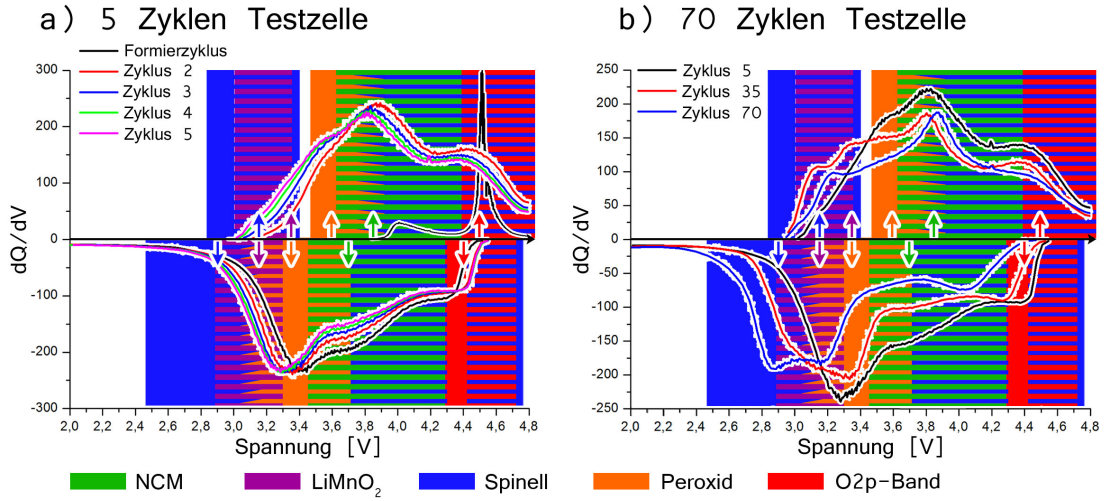 a) 5 Zyklen Testzelle
Formierzyklus
Zyklus 2
Zyklus 3
Zyklus 4
Zyklus 5
300
200
100
0
-100
-200
-300
dQ/dV
2,0 2,2 2,4 2,6 2,8 3,0 3,2 3,4 3,6 3,8 4,0 4,2 4,4 4,6 4,8
Spannung [V]
b) 70 Zyklen Testzelle
Zyklus 5
Zyklus 35
Zyklus 70
250
200
150
100
50
0
-50
-100
-150
-200
-250
dQ/dV
2,0 2,2 2,4 2,6 2,8 3,0 3,2 3,4 3,6 3,8 4,0 4,2 4,4 4,6 4,8
Spannung [V]
NCM LiMnO₂ Spinell Peroxid O2p-Band